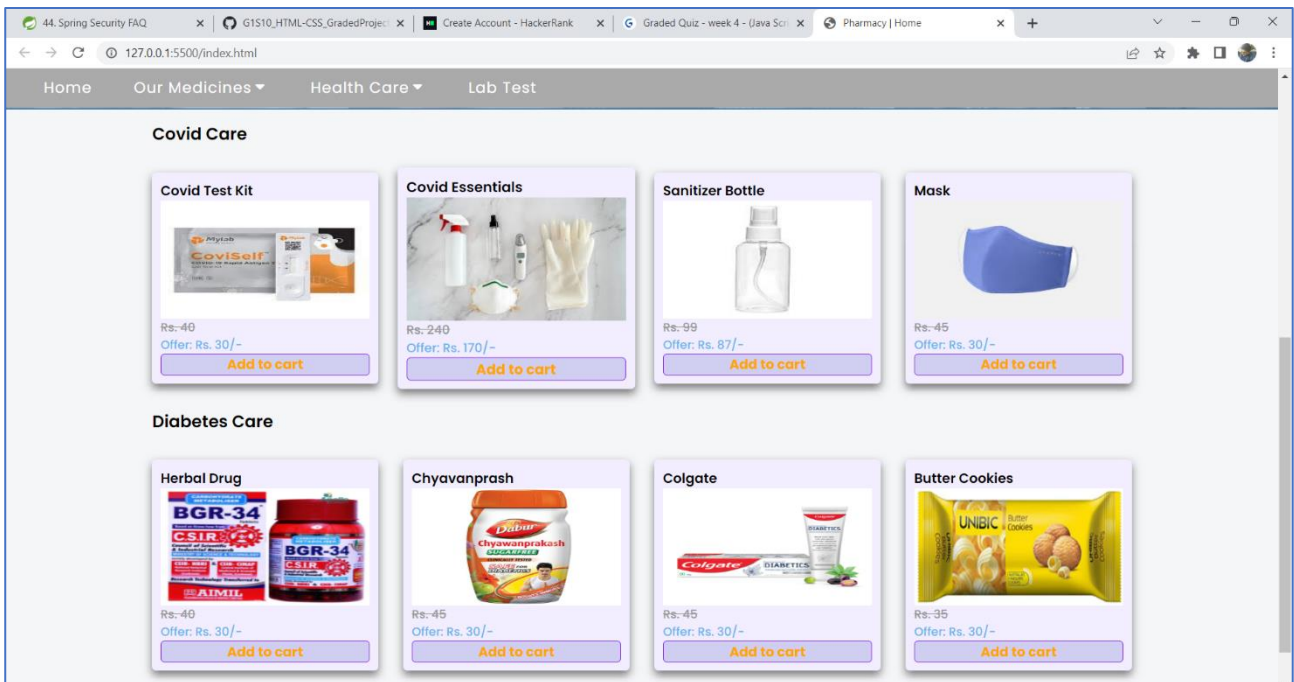 44. Spring Security FAQ
G1S10_HTML-CSS_GradedProject
Create Account - HackerRank
Graded Quiz - week 4 - (Java Scri
Pharmacy | Home
127.0.0.1:5500/index.html
Home
Our Medicines
Health Care
Lab Test
Covid Care
Covid Test Kit
Covid Essentials
Sanitizer Bottle
Mask
Mylab
CoviSelf
Rs. 40
Rs. 240
Rs. 99
Rs. 45
Offer: Rs. 30/-
Offer: Rs. 170/-
Offer: Rs. 87/-
Offer: Rs. 30/-
Add to cart
Add to cart
Add to cart
Add to cart
Diabetes Care
Herbal Drug
Chyavanprash
Colgate
Butter Cookies
BGR-34
C.S.I.R
BGR-34
C.S.I.R
AIMIL
Dabur
Chyawanprakash
SUGARFREE
Colgate
DIABETICS
DIABETICS
UNIBIC
Butter
Cookies
Rs. 40
Rs. 45
Rs. 45
Rs. 35
Offer: Rs. 30/-
Offer: Rs. 30/-
Offer: Rs. 30/-
Offer: Rs. 30/-
Add to cart
Add to cart
Add to cart
Add to cart